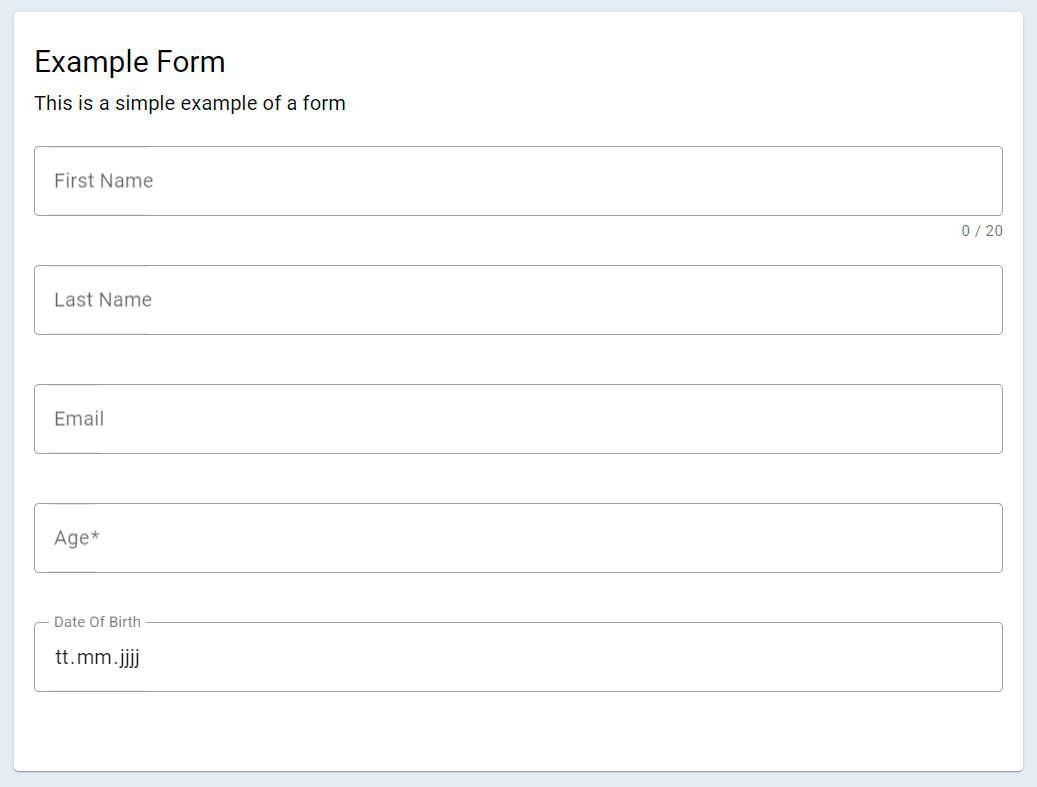 Example Form
This is a simple example of a form
First Name
0 / 20
Last Name
Email
Age*
Date Of Birth
tt.mm.jjjj